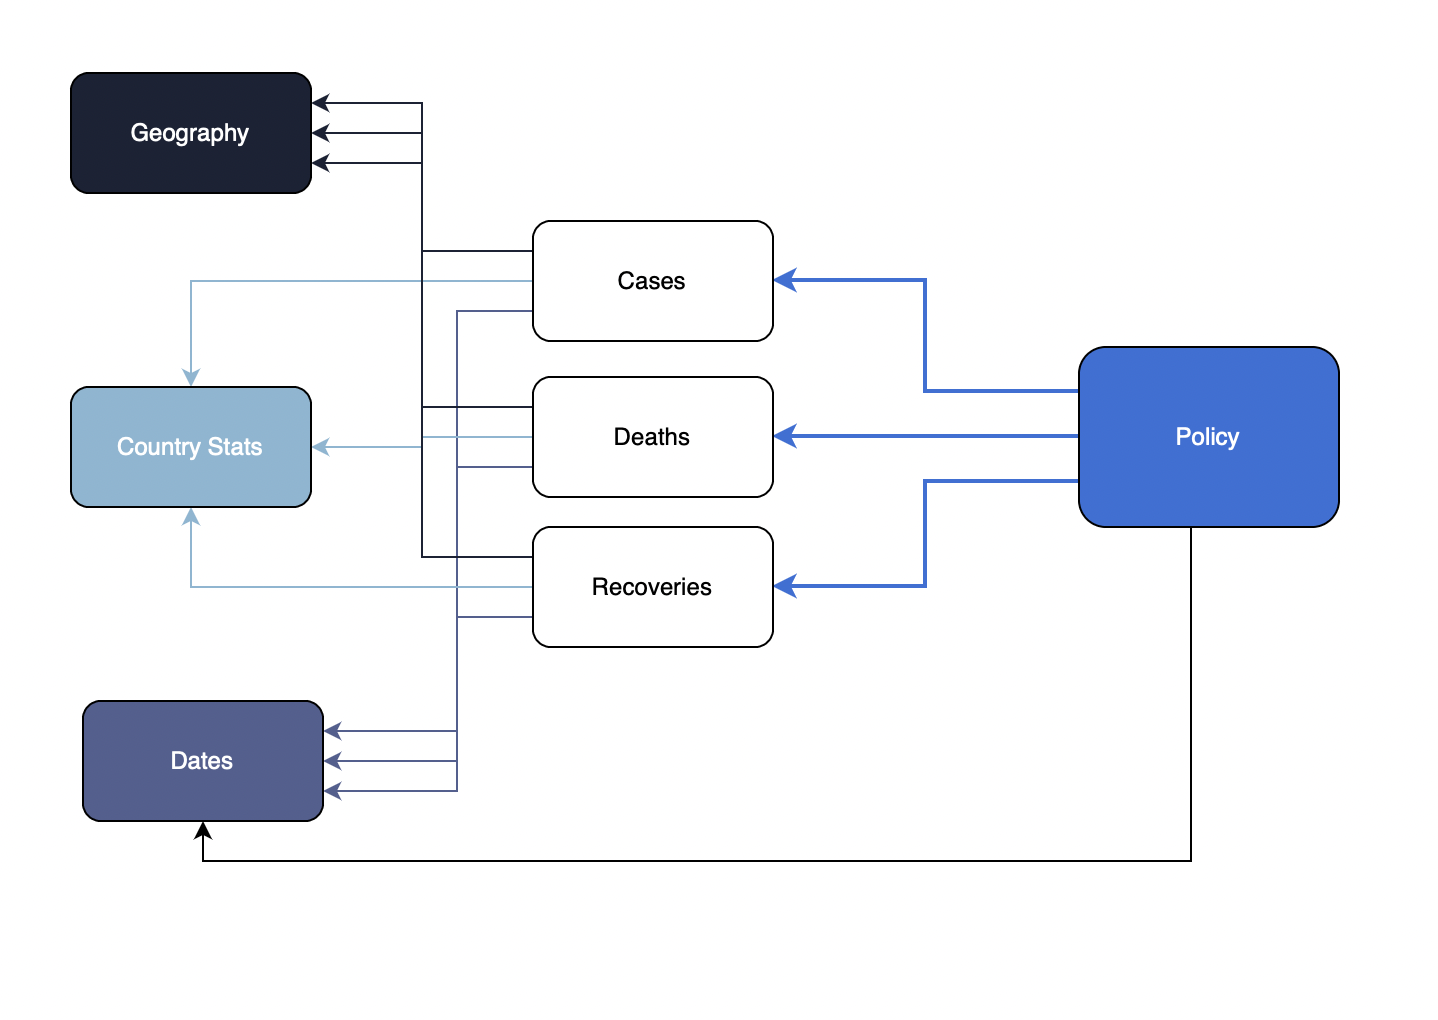 Geography
Cases
Country Stats
Deaths
Policy
Recoveries
Dates